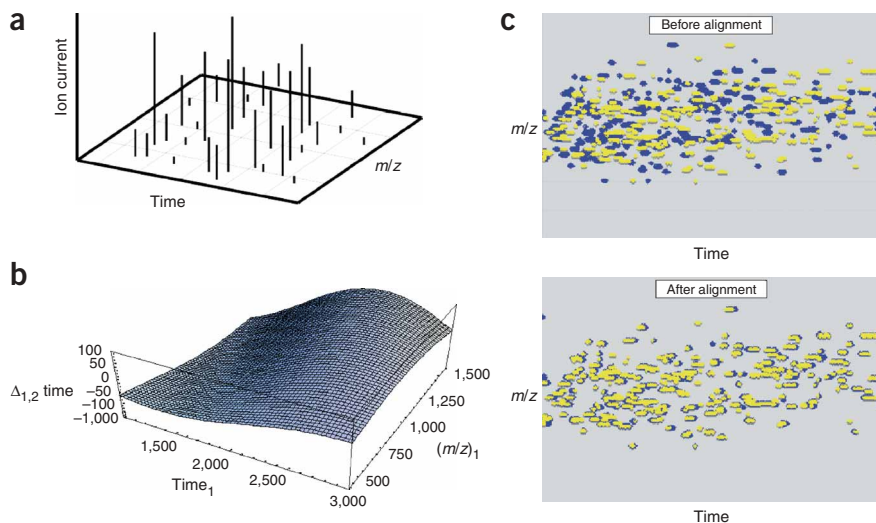 a
Ion current
Time
m/z
b
Δ1,2 time
100
50
0
–50
–100
–1,000
1,500
2,000
2,500
3,000
Time1
500
750
1,000
1,250
1,500
(m/z)1
c
Before alignment
m/z
Time
After alignment
m/z
Time